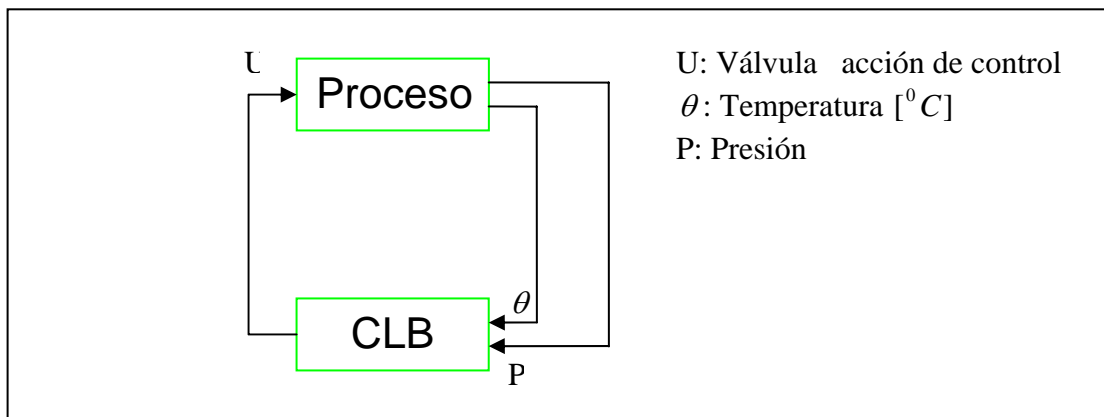 U
Proceso
θ
CLB
P
U: Válvula acción de control
θ: Temperatura [⁰C]
P: Presión